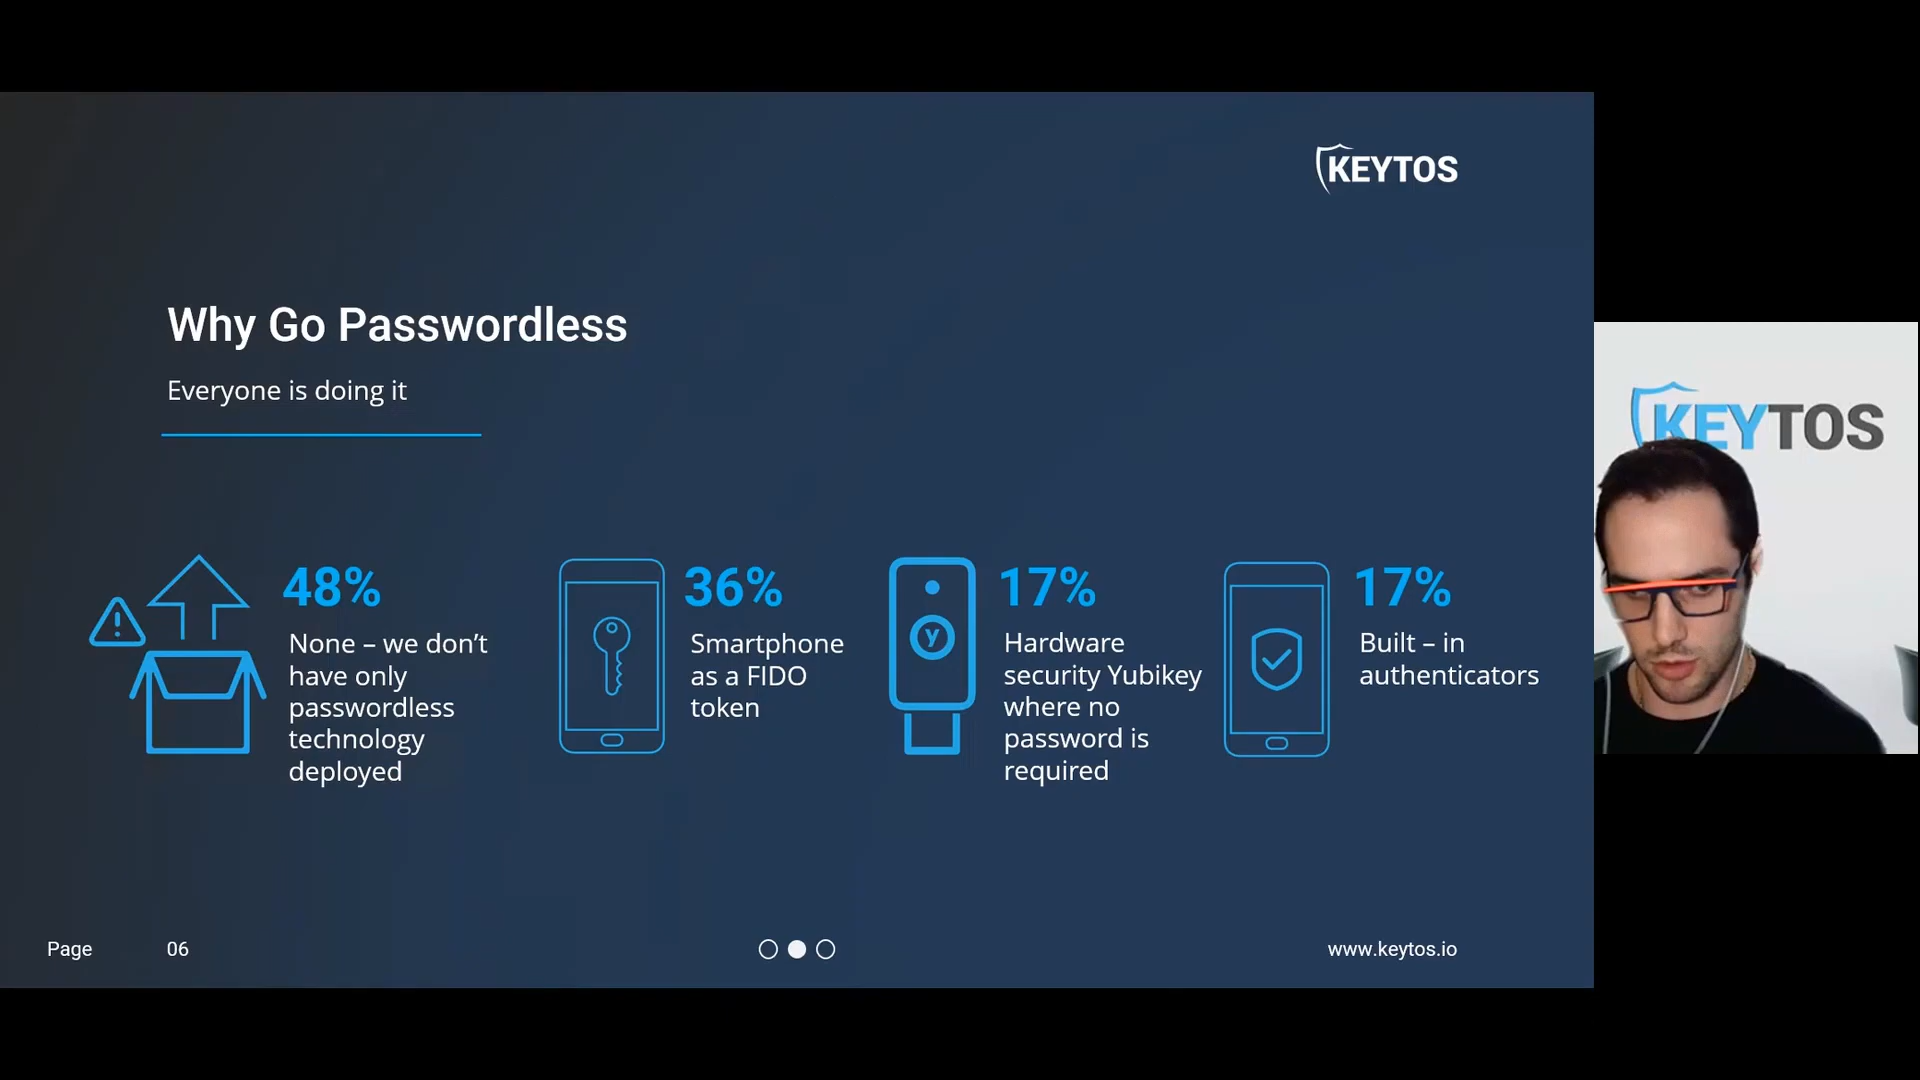 KEYTOS
Why Go Passwordless
Everyone is doing it
48%
None – we don’t
have only
passwordless
technology
deployed
36%
Smartphone
as a FIDO
token
y
17%
Hardware
security Yubikey
where no
password is
required
17%
Built – in
authenticators
KEYTOS
Page 06
www.keytos.io